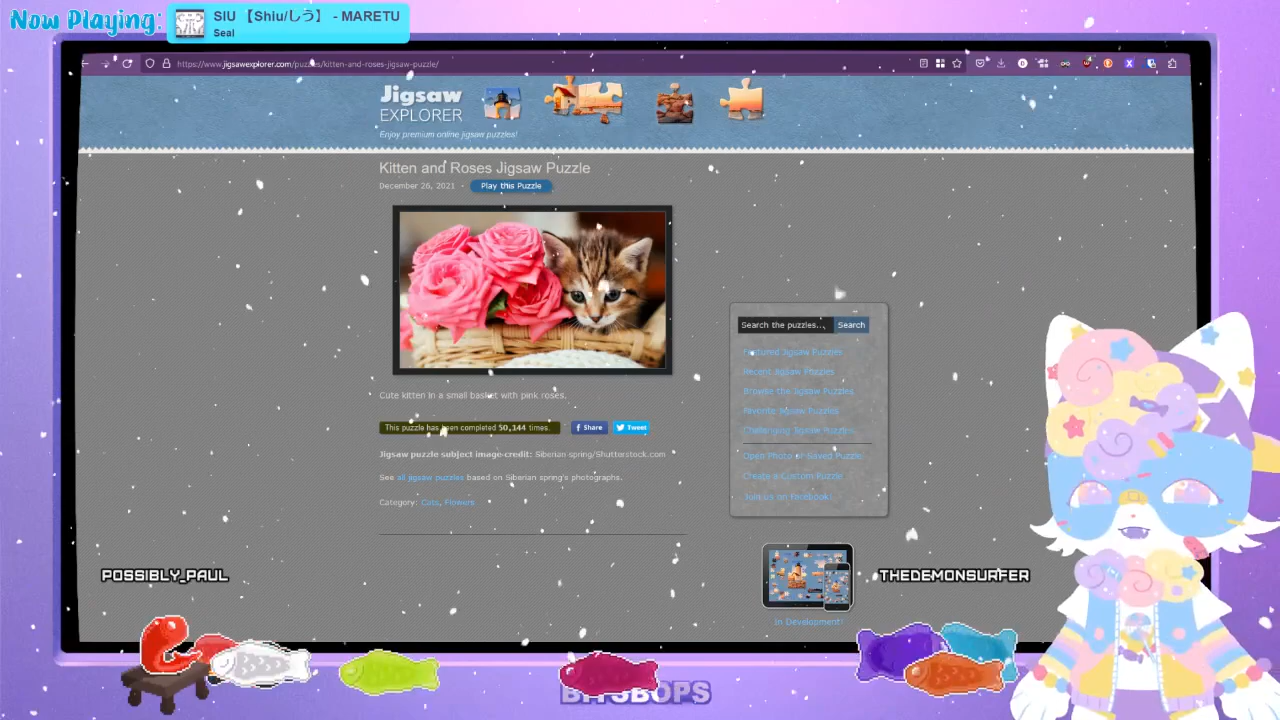 Now Playing:
SIU 【Shiu/しう】 - MARETU
Seal
https://www.jigsawexplorer.com/puzzles/kitten-and-roses-jigsaw-puzzle/
Jigsaw
EXPLORER
Enjoy premium online jigsaw puzzles!
Kitten and Roses Jigsaw Puzzle
December 26, 2021 - Play this Puzzle
Search the puzzles... Search
Featured Jigsaw Puzzles
Recent Jigsaw Puzzles
Browse the Jigsaw Puzzles
Favorite Jigsaw Puzzles
Challenging Jigsaw Puzzles
Open Photo or Saved Puzzle
Create a Custom Puzzle
Join us on Facebook!
Cute kitten in a small basket with pink roses.
This puzzle has been completed 50,144 times. Share Tweet
Jigsaw puzzle subject image credit: Siberian spring/Shutterstock.com
See all jigsaw puzzles based on Siberian spring's photographs.
Category: Cats, Flowers
In Development!
POSSIBLY_PAUL
THEDEMONSURFER